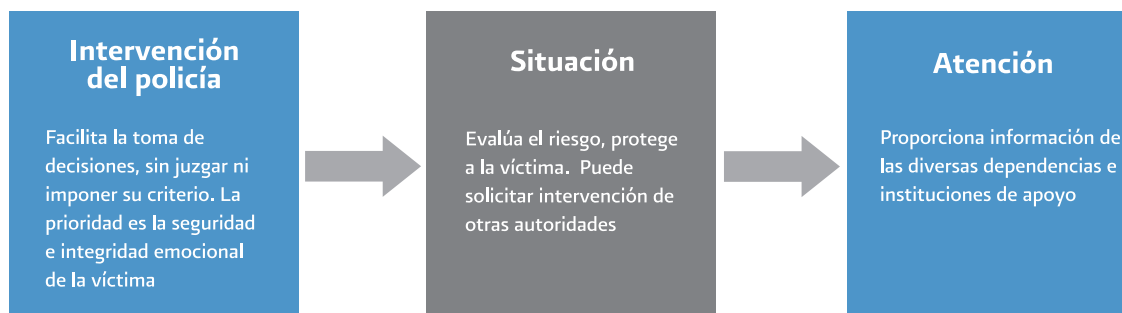 Intervención
del policía
Facilita la toma de
decisiones, sin juzgar ni
imponer su criterio. La
prioridad es la seguridad
e integridad emocional
de la víctima
Situación
Evalúa el riesgo, protege
a la víctima.  Puede
solicitar intervención de
otras autoridades
Atención
Proporciona información de
las diversas dependencias e
instituciones de apoyo